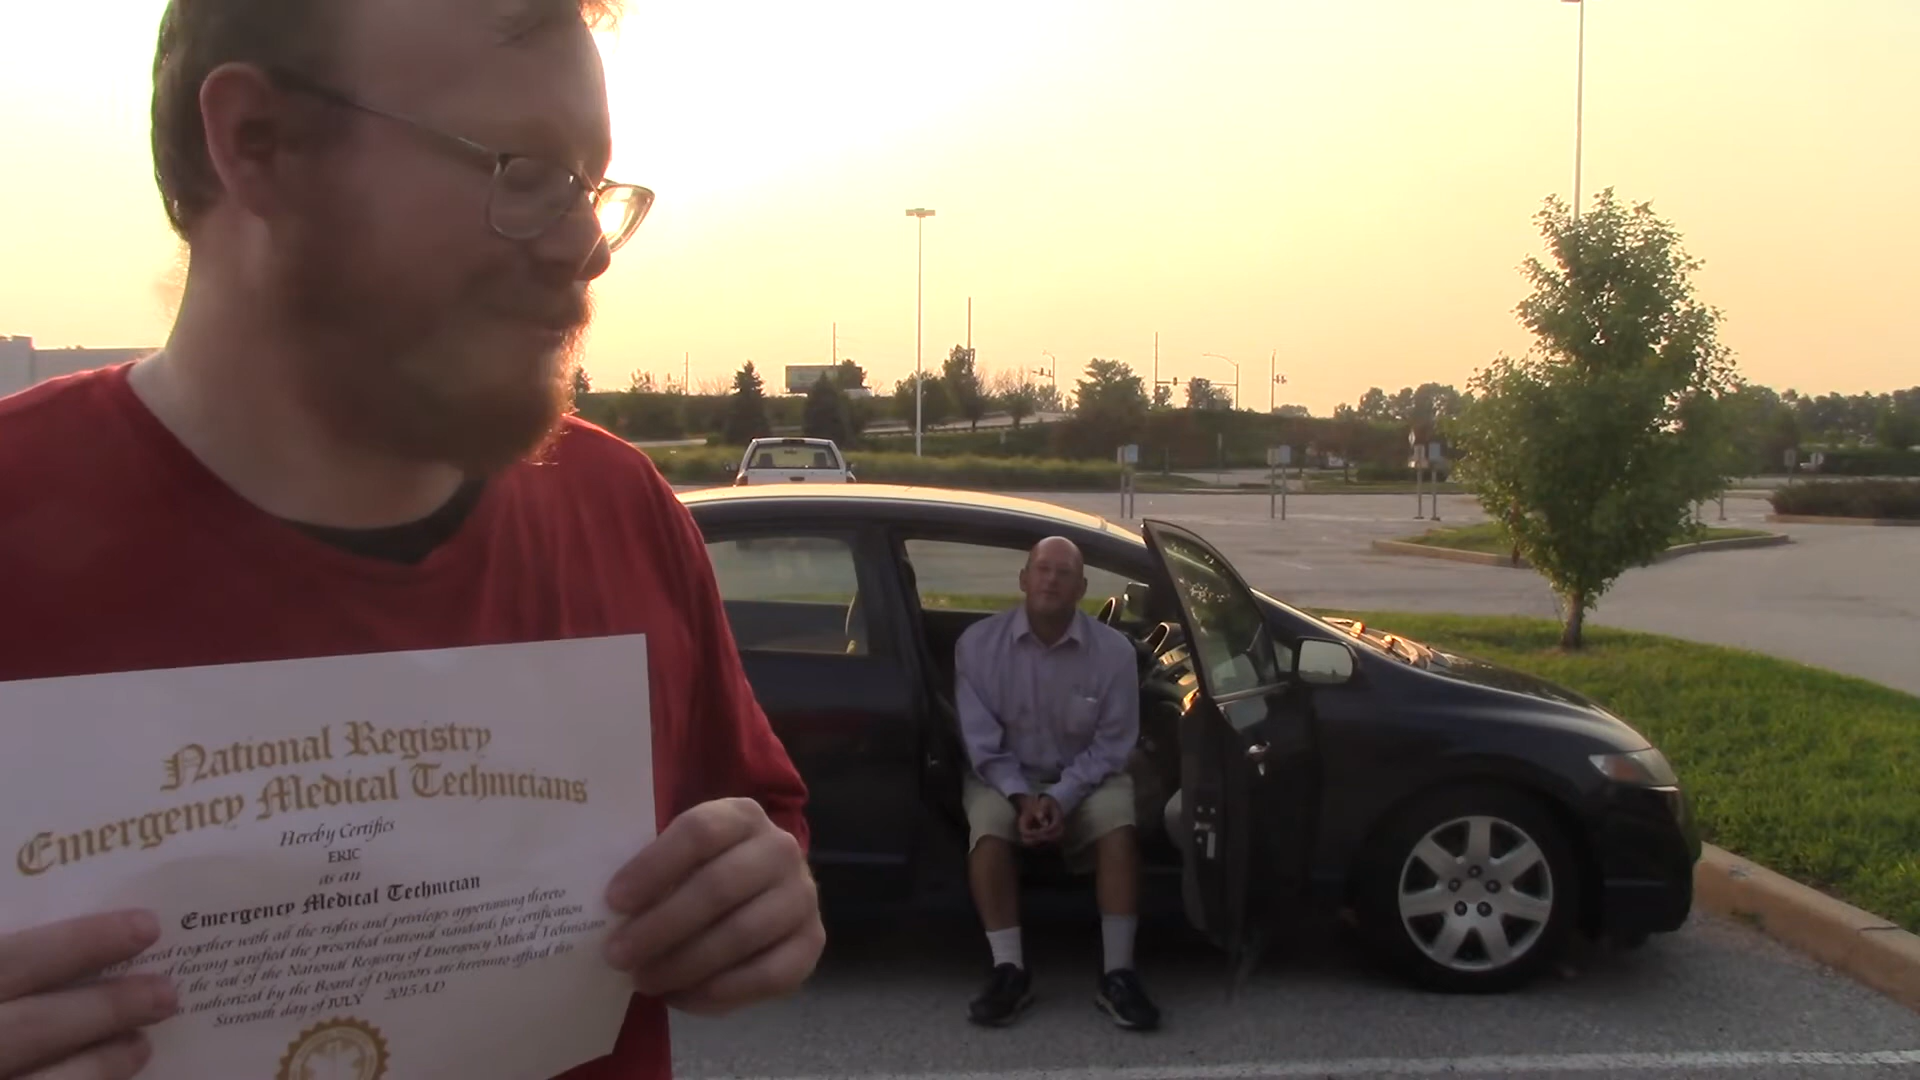 National Registry
Emergency Medical Technicians
Hereby Certifies
ERIC
as an
Emergency Medical Technician
together with all the rights and privileges appertaining thereto
of having satisfied the prescribed national standards for certification
the seal of the National Registry of Emergency Medical Technicians
as authorized by the Board of Directors are hereunto affixed this
Sixteenth day of JULY 2015 A.D